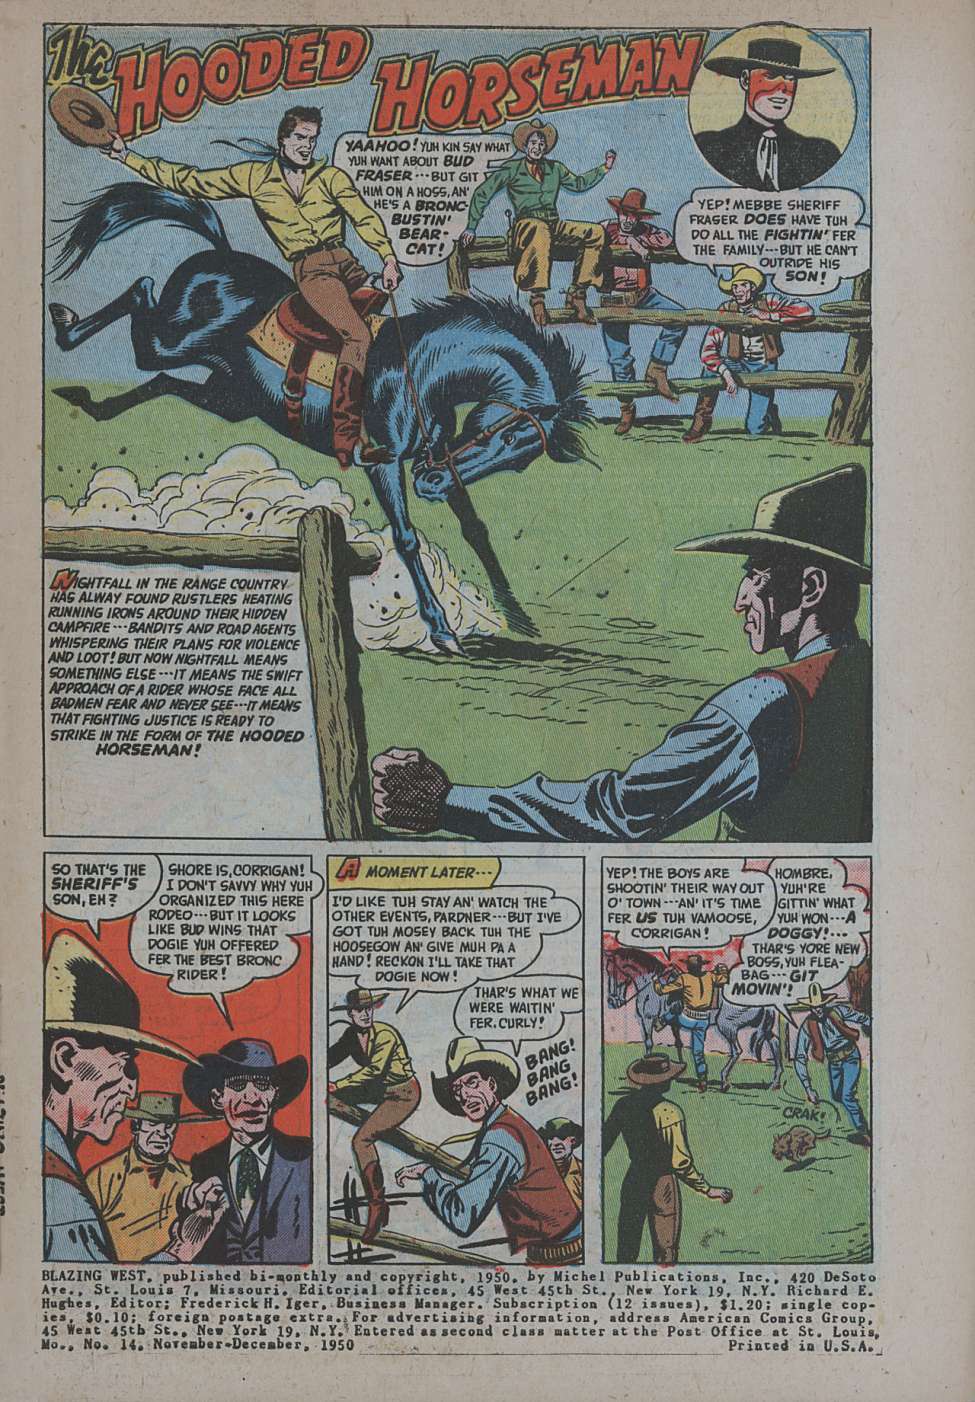 The HOODED HORSEMAN
YAAHOO! YUH KIN SAY WHAT
YUH WANT ABOUT BUD
FRASER---BUT GIT
HIM ON A HOSS, AN'
HE'S A BRONC-
BUSTIN'
BEAR-
CAT!
YEP! MEBBE SHERIFF
FRASER DOES HAVE TUH
DO ALL THE FIGHTIN' FER
THE FAMILY---BUT HE CAN'T
OUTRIDE HIS
SON!
NIGHTFALL IN THE RANGE COUNTRY
HAS ALWAY FOUND RUSTLERS HEATING
RUNNING IRONS AROUND THEIR HIDDEN
CAMPFIRE---BANDITS AND ROAD AGENTS
WHISPERING THEIR PLANS FOR VIOLENCE
AND LOOT! BUT NOW NIGHTFALL MEANS
SOMETHING ELSE---IT MEANS THE SWIFT
APPROACH OF A RIDER WHOSE FACE ALL
BADMEN FEAR AND NEVER SEE---IT MEANS
THAT FIGHTING JUSTICE IS READY TO
STRIKE IN THE FORM OF THE HOODED
HORSEMAN!
SO THAT'S THE
SHERIFF'S
SON, EH?
SHORE IS, CORRIGAN!
I DON'T SAVVY WHY YUH
ORGANIZED THIS HERE
RODEO---BUT IT LOOKS
LIKE BUD WINS THAT
DOGIE YUH OFFERED
FER THE BEST BRONC
RIDER!
A MOMENT LATER---
I'D LIKE TUH STAY AN' WATCH THE
OTHER EVENTS, PARDNER---BUT I'VE
GOT TUH MOSEY BACK TUH THE
HOOSEGOW AN' GIVE MUH PA A
HAND! RECKON I'LL TAKE THAT
DOGIE NOW!
THAR'S WHAT WE
WERE WAITIN'
FER, CURLY!
BANG!
BANG
BANG!
YEP! THE BOYS ARE
SHOOTIN' THEIR WAY OUT
O' TOWN---AN' IT'S TIME
FER US TUH VAMOOSE,
CORRIGAN!
HOMBRE,
YUH'RE
GITTIN' WHAT
YUH WON---A
DOGGY!---
THAR'S YORE NEW
BOSS, YUH FLEA-
BAG---GIT
MOVIN'!
CRAK!
BLAZING WEST, published bi-monthly and copyright, 1950, by Michel Publications, Inc., 420 DeSoto
Ave., St. Louis 7, Missouri. Editorial offices, 45 West 45th St., New York 19, N.Y. Richard E.
Hughes, Editor; Frederick H. Iger, Business Manager. Subscription (12 issues), $1.20; single cop-
ies, $0.10; foreign postage extra. For advertising information, address American Comics Group,
45 West 45th St., New York 19, N.Y. Entered as second class matter at the Post Office at St. Louis,
Mo., No. 14, November-December, 1950
Printed in U.S.A.